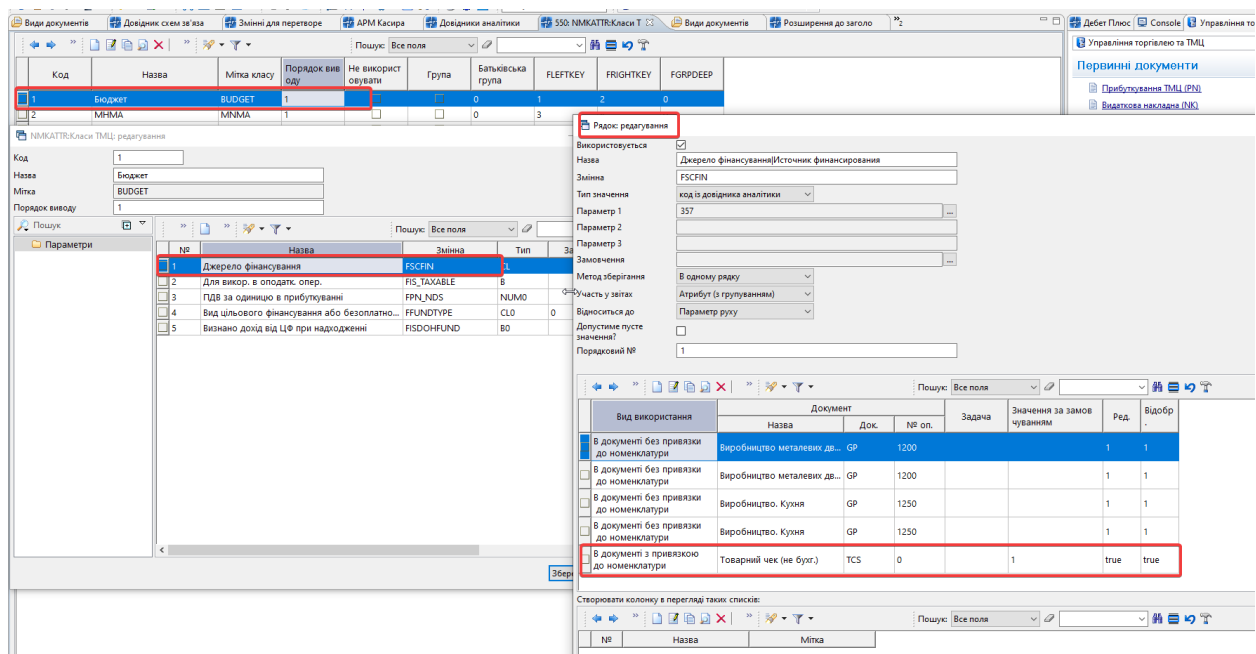 Види документів
Довідник схем зв'яза
Змінні для перетворе
АРМ Касира
Довідники аналітики
550: NMKATTR:Класи Т
Види документів
Розширення до заголо
»2
Дебет Плюс
Console
Управління то
Пошук: Все поля
Управління торгівлею та ТМЦ
Первинні документи
Прибуткування ТМЦ (PN)
Видаткова накладна (NK)
Код
Назва
Мітка класу
Порядок вив
оду
Не використ
овувати
Група
Батьківська
група
FLEFTKEY
FRIGHTKEY
FGRPDEEP
1 Бюджет BUDGET 1 0 1 2 0
2 МНМА MNMA 1 0 3
NMKATTR:Класи ТМЦ: редагування
Код 1
Назва Бюджет
Мітка BUDGET
Порядок виводу 1
Пошук
Параметри
Пошук: Все поля
№ Назва Змінна Тип За
1 Джерело фінансування FSCFIN CL
2 Для викор. в оподатк. опер. FIS_TAXABLE B
3 ПДВ за одиницю в прибуткуванні FPN_NDS NUM0
4 Вид цільового фінансування або безоплатно... FFUNDTYPE CL0 0
5 Визнано дохід від ЦФ при надходженні FISDOHFUND B0
Збер
Рядок: редагування
Використовується
Назва Джерело фінансування|Источник финансирования
Змінна FSCFIN
Тип значення код із довідника аналітики
Параметр 1 357 ...
Параметр 2
Параметр 3
Замовчення ...
Метод зберігання В одному рядку
Участь у звітах Атрибут (з групуванням)
Відноситься до Параметр руху
Допустиме пусте
значення?
Порядковий № 1
Пошук: Все поля
Вид використання
Документ
Назва Док. № оп.
Задача
Значення за замов
чуванням
Ред.
Відобр
.
В документі без привязки
до номенклатури
Виробництво металевих дв... GP 1200 1 1
В документі без привязки
до номенклатури
Виробництво металевих дв... GP 1200 1 1
В документі без привязки
до номенклатури
Виробництво. Кухня GP 1250 1 1
В документі без привязки
до номенклатури
Виробництво. Кухня GP 1250 1 1
В документі з привязкою
до номенклатури
Товарний чек (не бухг.) TCS 0 1 true true
Створювати колонку в перегляді таких списків:
Пошук: Все поля
№ Назва Мітка